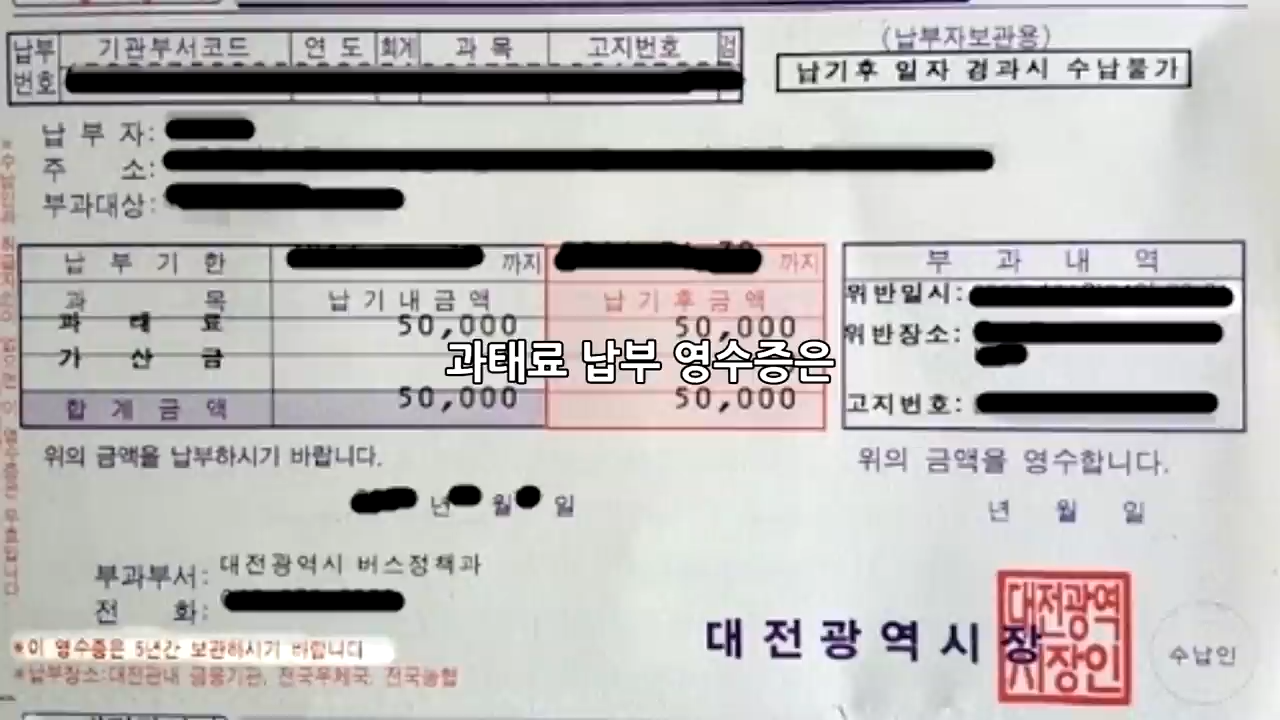 납부번호 기관부서코드 연 도 회계 과 목 고지번호 검
(납부자보관용)
납기후 일자 경과시 수납불가
납 부 자:
주 소:
부과대상:
납 부 기 한 까지 까지
과 목 납 기 내 금 액 납 기 후 금 액
과 태 료 50,000 50,000
가 산 금
합 계 금 액 50,000 50,000
부 과 내 역
위반일시:
위반장소:
고지번호:
과태료 납부 영수증은
위의 금액을 납부하시기 바랍니다.
년 월 일
위의 금액을 영수합니다.
년 월 일
부과부서: 대전광역시 버스정책과
전 화:
대 전 광 역 시 장
대전광역
시장인
수납인
*이 영수증은 5년간 보관하시기 바랍니다
*납부장소:대전관내 금융기관, 전국우체국, 전국농협